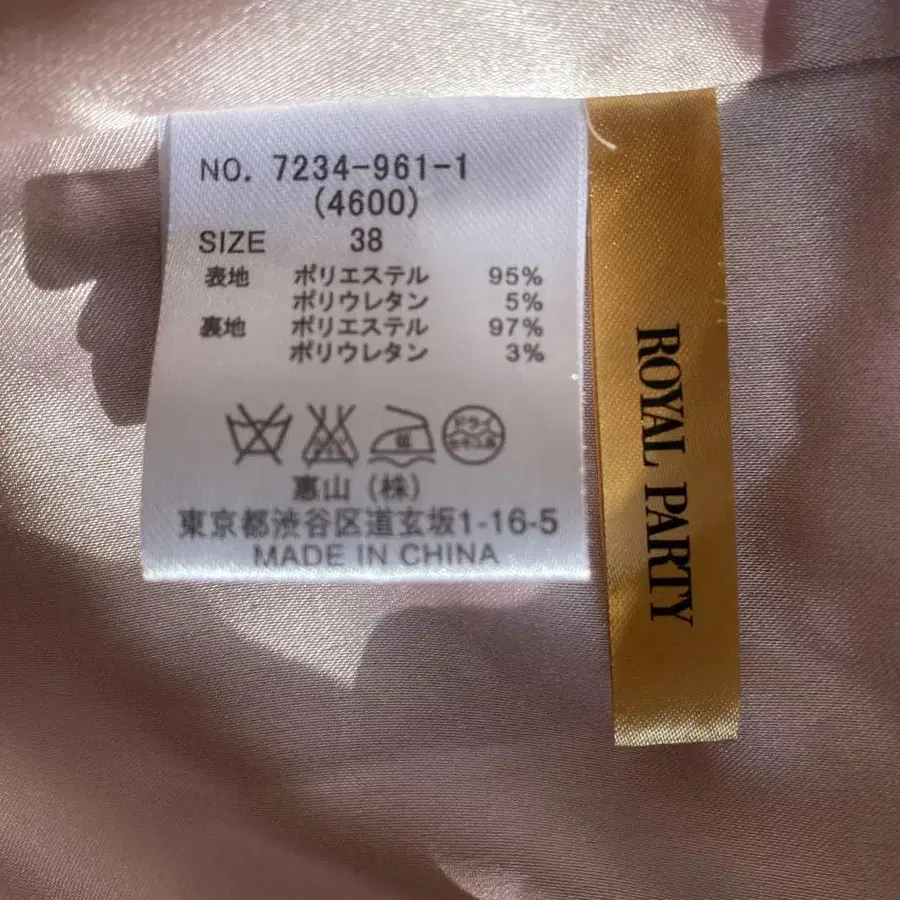 NO. 7234-961-1
(4600)
SIZE 38
表地 ポリエステル 95%
ポリウレタン 5%
裏地 ポリエステル 97%
ポリウレタン 3%
惠山(株)
東京都渋谷区道玄坂1-16-5
MADE IN CHINA
ROYAL PARTY